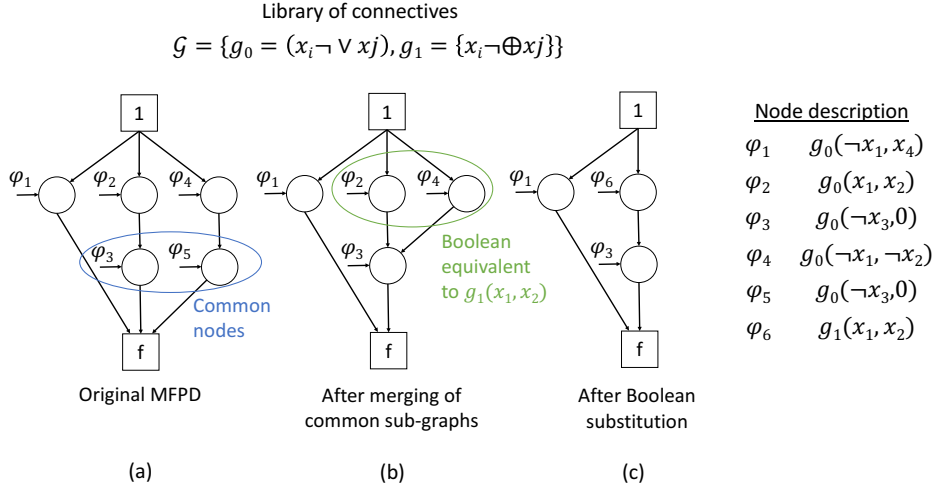 Library of connectives
𝒢 = {g₀ = (xᵢ¬ ∨ xj), g₁ = {xᵢ¬⊕xj}}
1
φ₁
φ₂
φ₄
φ₃
φ₅
Common
nodes
f
Original MFPD
(a)
1
φ₁
φ₂
φ₄
φ₃
Boolean
equivalent
to g₁(x₁, x₂)
f
After merging of
common sub-graphs
(b)
1
φ₁
φ₆
φ₃
f
After Boolean
substitution
(c)
Node description
φ₁ g₀(¬x₁, x₄)
φ₂ g₀(x₁, x₂)
φ₃ g₀(¬x₃,0)
φ₄ g₀(¬x₁, ¬x₂)
φ₅ g₀(¬x₃,0)
φ₆ g₁(x₁, x₂)